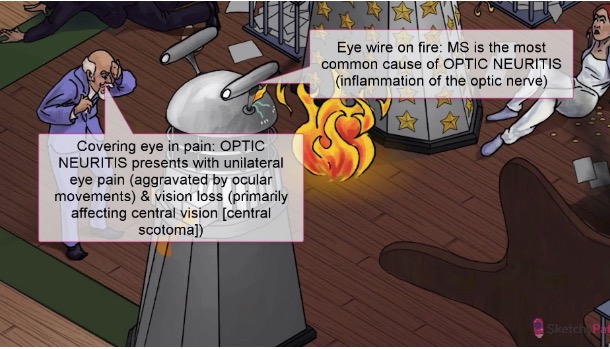 Eye wire on fire: MS is the most
common cause of OPTIC NEURITIS
(inflammation of the optic nerve)
Covering eye in pain: OPTIC
NEURITIS presents with unilateral
eye pain (aggravated by ocular
movements) & vision loss (primarily
affecting central vision [central
scotoma])